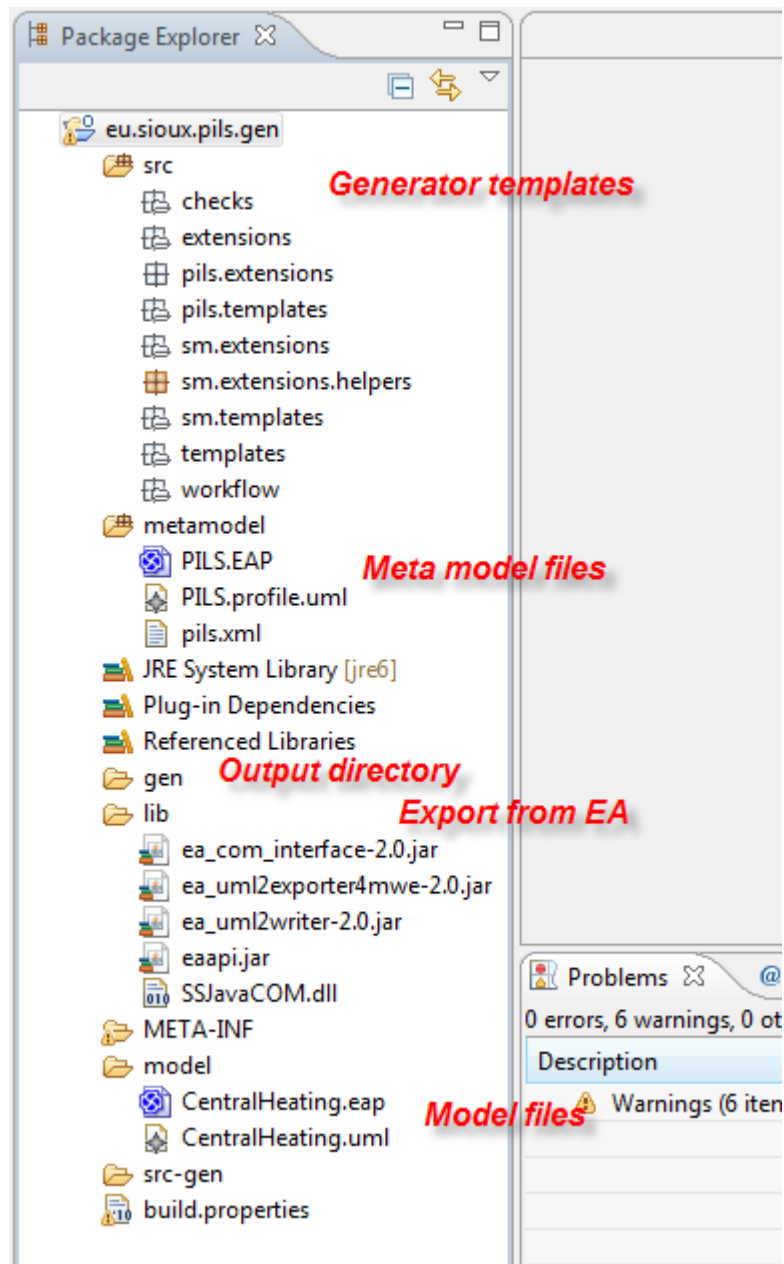 Package Explorer
eu.sioux.pils.gen
src
Generator templates
checks
extensions
pils.extensions
pils.templates
sm.extensions
sm.extensions.helpers
sm.templates
templates
workflow
metamodel
PILS.EAP
Meta model files
PILS.profile.uml
pils.xml
JRE System Library [jre6]
Plug-in Dependencies
Referenced Libraries
Output directory
gen
Export from EA
lib
ea_com_interface-2.0.jar
ea_uml2exporter4mwe-2.0.jar
ea_uml2writer-2.0.jar
eaapi.jar
SSJavaCOM.dll
META-INF
model
CentralHeating.eap
Model files
CentralHeating.uml
src-gen
build.properties
Problems @
0 errors, 6 warnings, 0 ot
Description
Warnings (6 iten